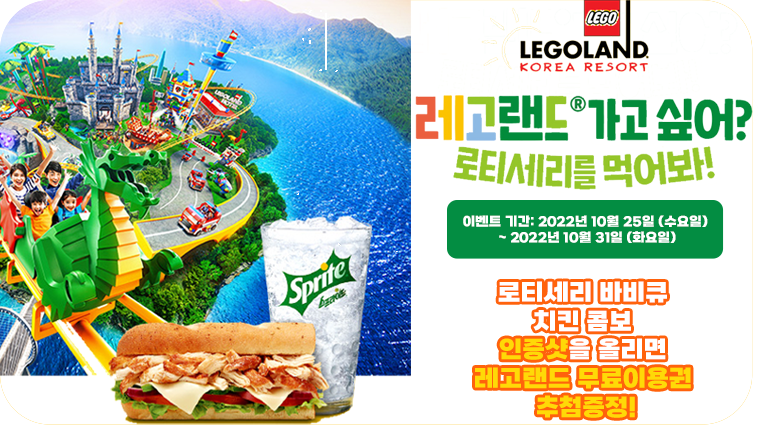 LEGO
LEGOLAND
KOREA RESORT
레고랜드®가고 싶어?
로티세리를 먹어봐!
이벤트 기간: 2022년 10월 25일 (수요일)
~ 2022년 10월 31일 (화요일)
로티세리 바비큐
치킨 콤보
인증샷을 올리면
레고랜드 무료이용권
추첨증정!
Sprite